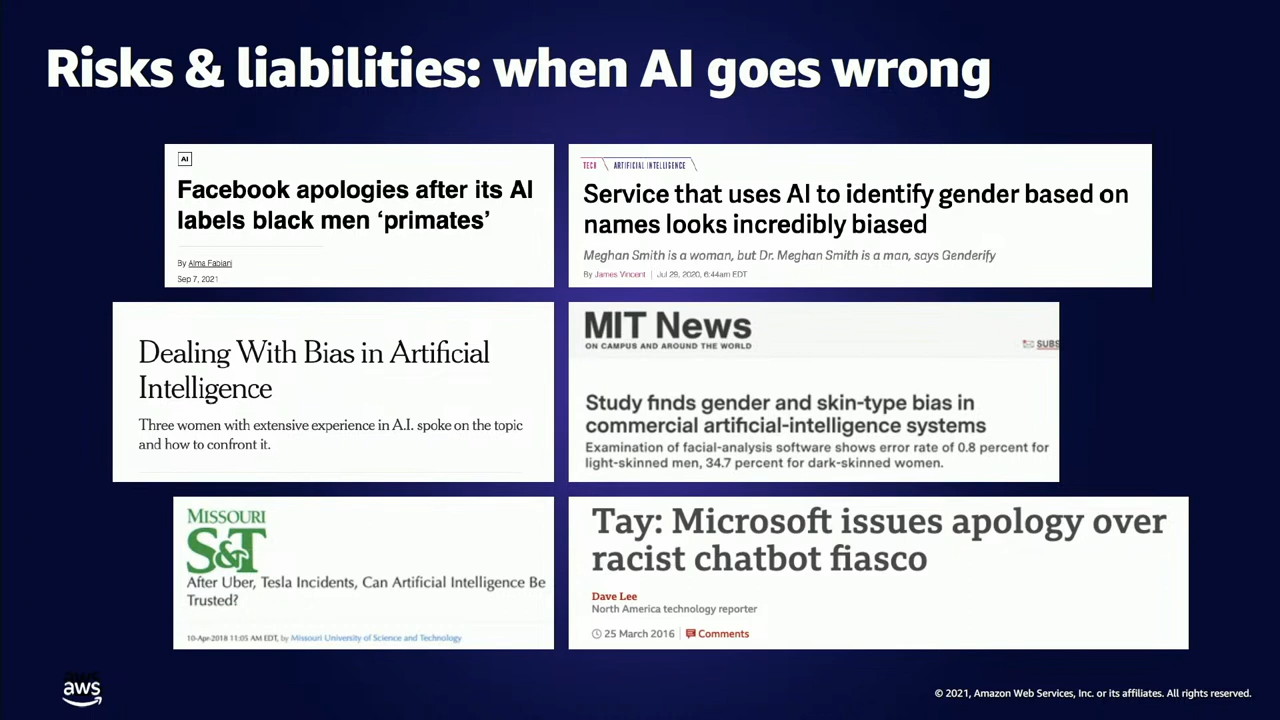 Risks & liabilities: when AI goes wrong
AI
Facebook apologies after its AI
labels black men ‘primates’
By Alma Fabiani
Sep 7, 2021
TECH
ARTIFICIAL INTELLIGENCE
Service that uses AI to identify gender based on
names looks incredibly biased
Meghan Smith is a woman, but Dr. Meghan Smith is a man, says Genderify
By James Vincent | Jul 29, 2020, 6:44am EDT
Dealing With Bias in Artificial
Intelligence
Three women with extensive experience in A.I. spoke on the topic
and how to confront it.
MIT News
ON CAMPUS AND AROUND THE WORLD
SUBS
Study finds gender and skin-type bias in
commercial artificial-intelligence systems
Examination of facial-analysis software shows error rate of 0.8 percent for
light-skinned men, 34.7 percent for dark-skinned women.
MISSOURI
S&T
After Uber, Tesla Incidents, Can Artificial Intelligence Be
Trusted?
10-Apr-2018 11:05 AM EDT, by Missouri University of Science and Technology
Tay: Microsoft issues apology over
racist chatbot fiasco
Dave Lee
North America technology reporter
25 March 2016 | Comments
aws
© 2021, Amazon Web Services, Inc. or its affiliates. All rights reserved.